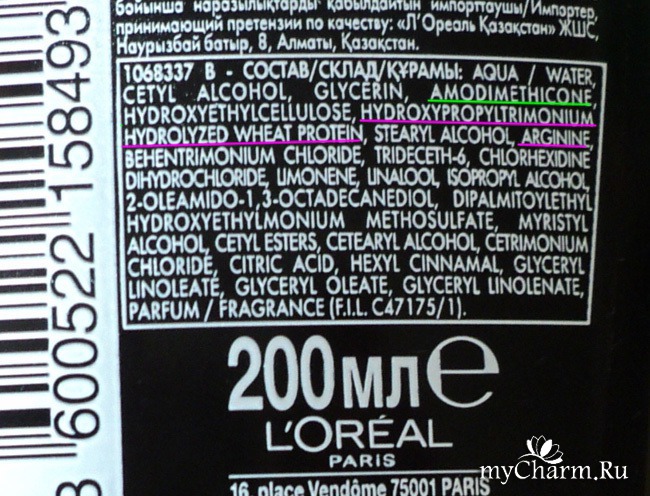 бойынша наразылықтарды қабылдайтын импорттаушы/Импортер,
принимающий претензии по качеству: «Л'Ореаль Қазақстан» ЖШС,
Наурызбай батыр, 8, Алматы, Қазақстан.
1068337 B - СОСТАВ/СКЛАД/ҚҰРАМЫ: AQUA / WATER,
CETYL ALCOHOL, GLYCERIN, AMODIMETHICONE,
HYDROXYETHYLCELLULOSE, HYDROXYPROPYLTRIMONIUM
HYDROLYZED WHEAT PROTEIN, STEARYL ALCOHOL, ARGININE,
BEHENTRIMONIUM CHLORIDE, TRIDECETH-6, CHLORHEXIDINE
DIHYDROCHLORIDE, LIMONENE, LINALOOL, ISOPROPYL ALCOHOL,
2-OLEAMIDO-1,3-OCTADECANEDIOL, DIPALMITOYLETHYL
HYDROXYETHYLMONIUM METHOSULFATE, MYRISTYL
ALCOHOL, CETYL ESTERS, CETEARYL ALCOHOL, CETRIMONIUM
CHLORIDE, CITRIC ACID, HEXYL CINNAMAL, GLYCERYL
LINOLEATE, GLYCERYL OLEATE, GLYCERYL LINOLENATE,
PARFUM / FRAGRANCE (F.I.L. C47175/1).
200 МЛ e
L'ORÉAL
PARIS
16, place Vendôme 75001 PARIS
600522 158493
myCharm.Ru